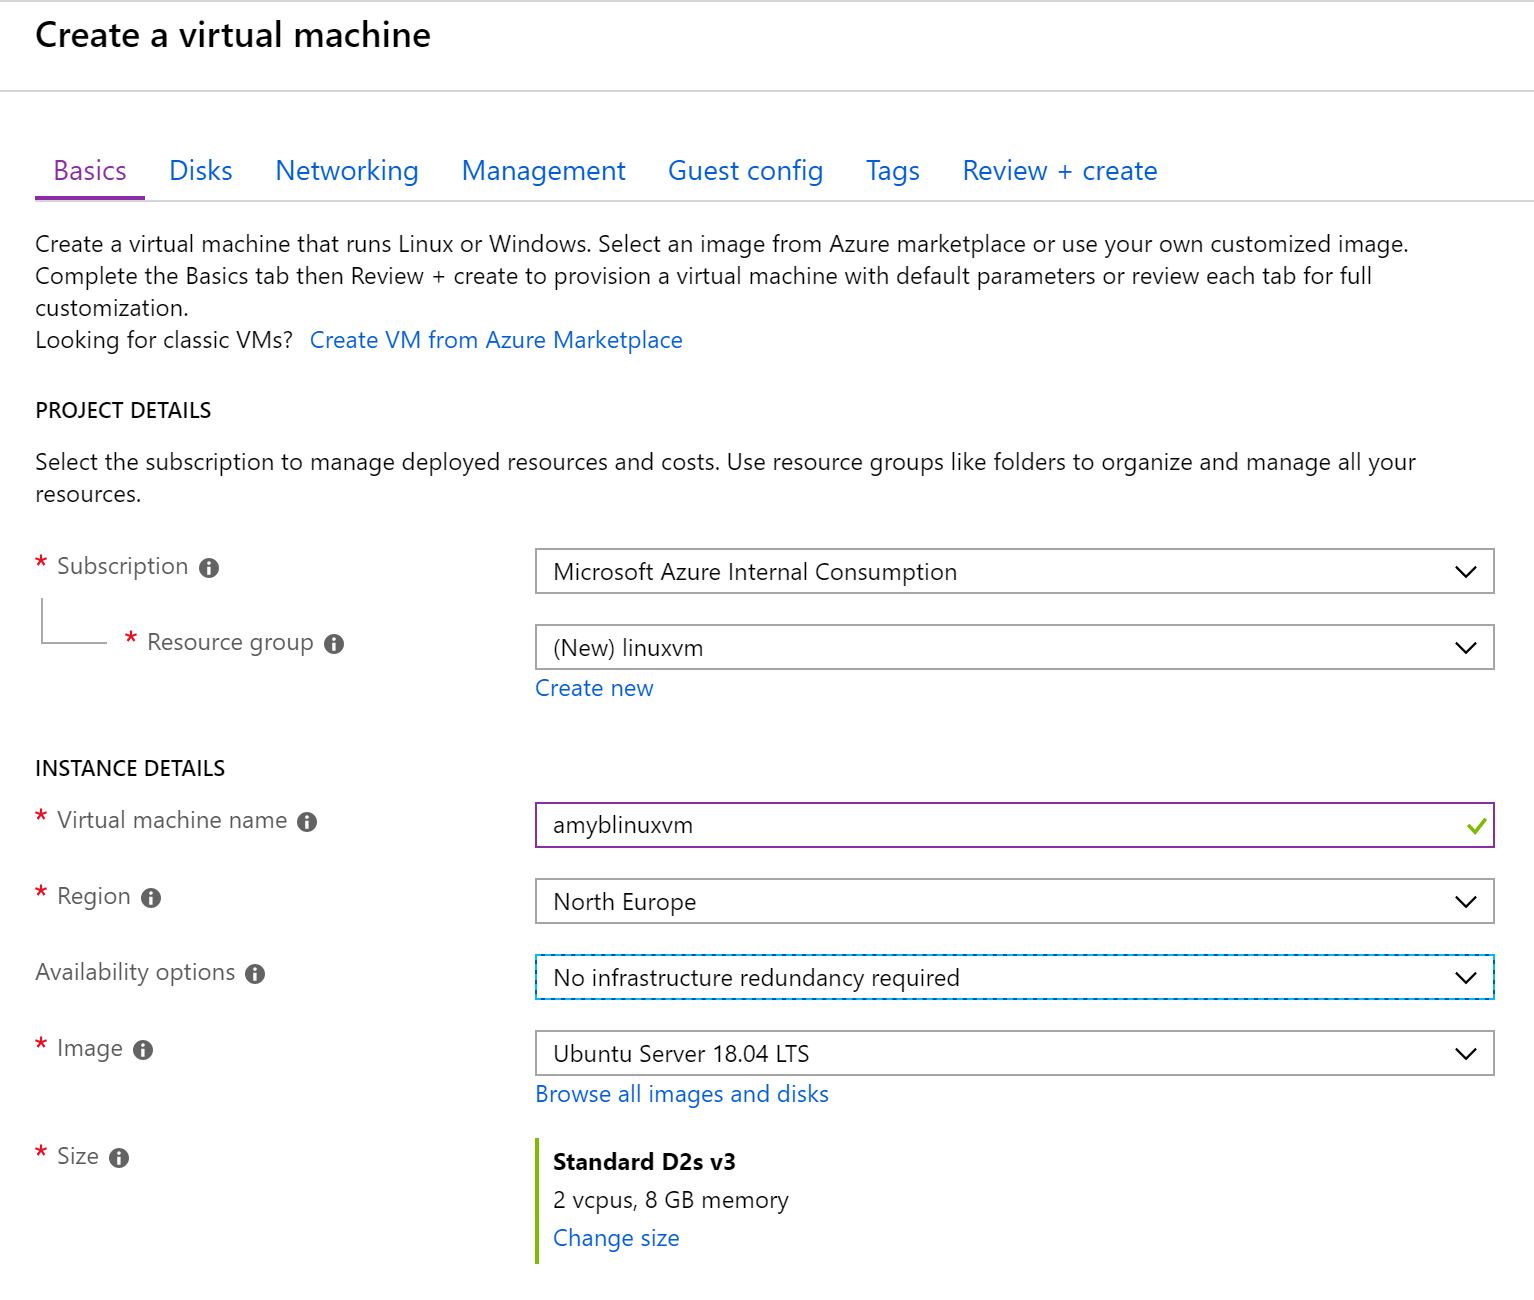 Create a virtual machine
Basics Disks Networking Management Guest config Tags Review + create
Create a virtual machine that runs Linux or Windows. Select an image from Azure marketplace or use your own customized image.
Complete the Basics tab then Review + create to provision a virtual machine with default parameters or review each tab for full
customization.
Looking for classic VMs? Create VM from Azure Marketplace
PROJECT DETAILS
Select the subscription to manage deployed resources and costs. Use resource groups like folders to organize and manage all your
resources.
* Subscription Microsoft Azure Internal Consumption
* Resource group (New) linuxvm
Create new
INSTANCE DETAILS
* Virtual machine name amyblinuxvm
* Region North Europe
Availability options No infrastructure redundancy required
* Image Ubuntu Server 18.04 LTS
Browse all images and disks
* Size Standard D2s v3
2 vcpus, 8 GB memory
Change size